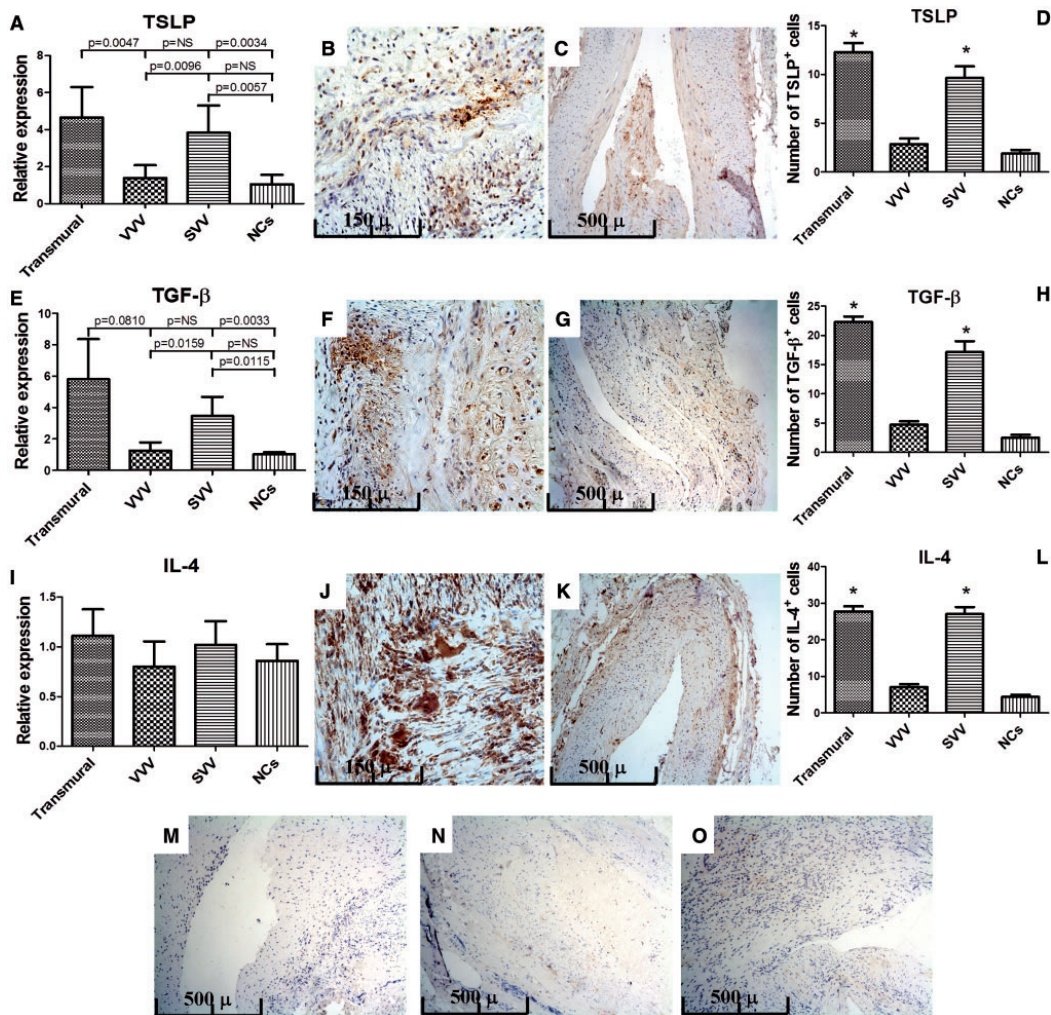 A
TSLP
p=0.0047
p=NS
p=0.0034
p=0.0096
p=NS
p=0.0057
Relative expression
8
6
4
2
0
Transmural
VVV
SVV
NCs
B
150 μ
C
500 μ
TSLP
D
Number of TSLP⁺ cells
15
10
5
0
*
*
Transmural
VVV
SVV
NCs
E
TGF-β
p=0.0810
p=NS
p=0.0033
p=0.0159
p=NS
p=0.0115
Relative expression
10
8
6
4
2
0
Transmural
VVV
SVV
NCs
F
150 μ
G
500 μ
TGF-β
H
Number of TGF-β⁺ cells
25
20
15
10
5
0
*
*
Transmural
VVV
SVV
NCs
I
IL-4
Relative expression
1.5
1.0
0.5
0.0
Transmural
VVV
SVV
NCs
J
150 μ
K
500 μ
IL-4
L
Number of IL-4⁺ cells
40
30
20
10
0
*
*
Transmural
VVV
SVV
NCs
M
500 μ
N
500 μ
O
500 μ